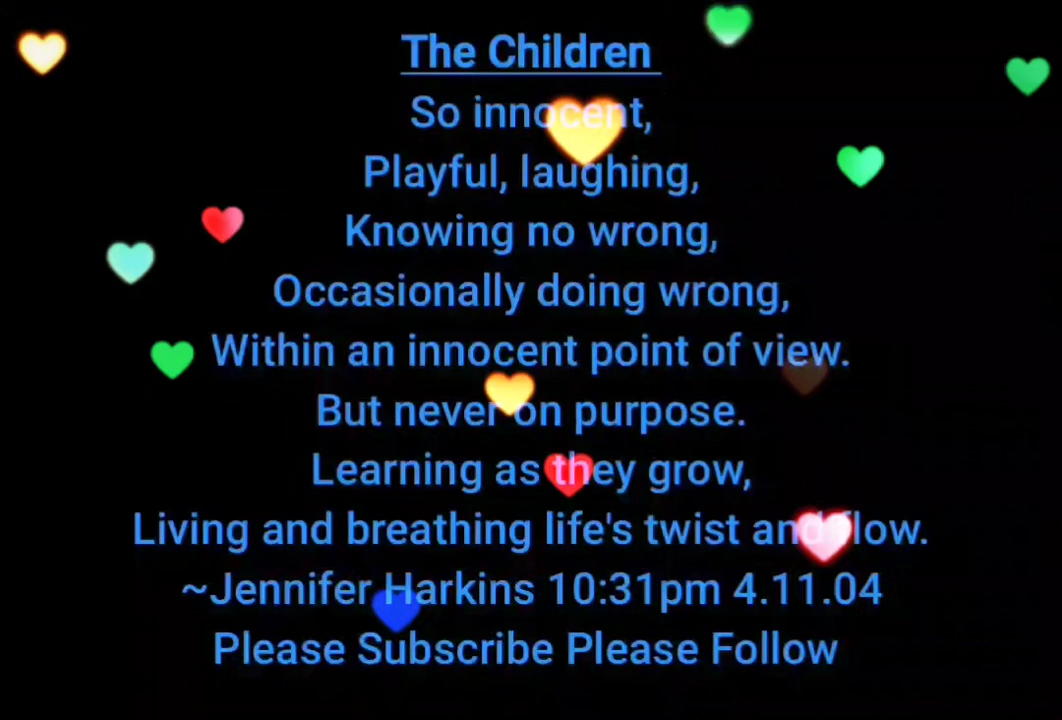 The Children
So innocent,
Playful, laughing,
Knowing no wrong,
Occasionally doing wrong,
Within an innocent point of view.
But never on purpose.
Learning as they grow,
Living and breathing life's twist and flow.
~Jennifer Harkins 10:31pm 4.11.04
Please Subscribe Please Follow